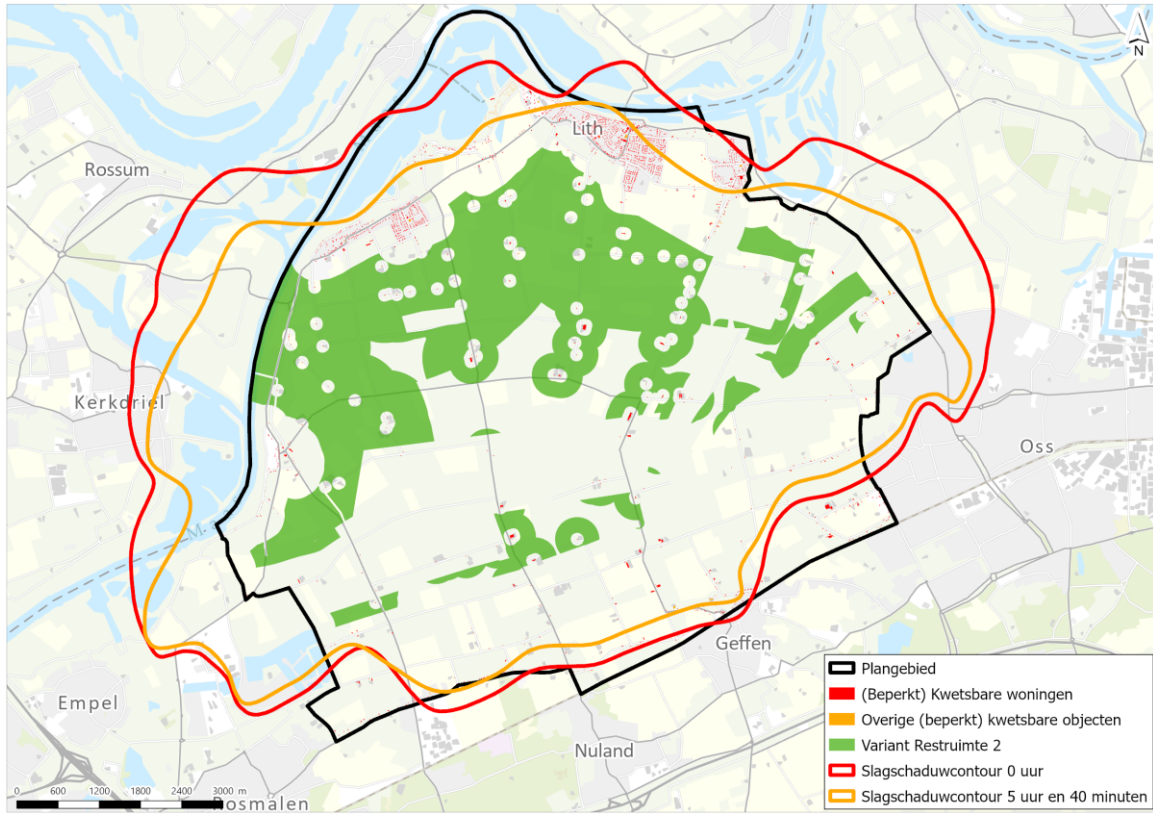 N
Lith
Rossum
Kerkdriel
Oss
M.
Geffen
Empel
Nuland
Rosmalen
Plangebied
(Beperkt) Kwetsbare woningen
Overige (beperkt) kwetsbare objecten
Variant Restruimte 2
Slagschaduwcontour 0 uur
Slagschaduwcontour 5 uur en 40 minuten
0 600 1200 1800 2400 3000 m